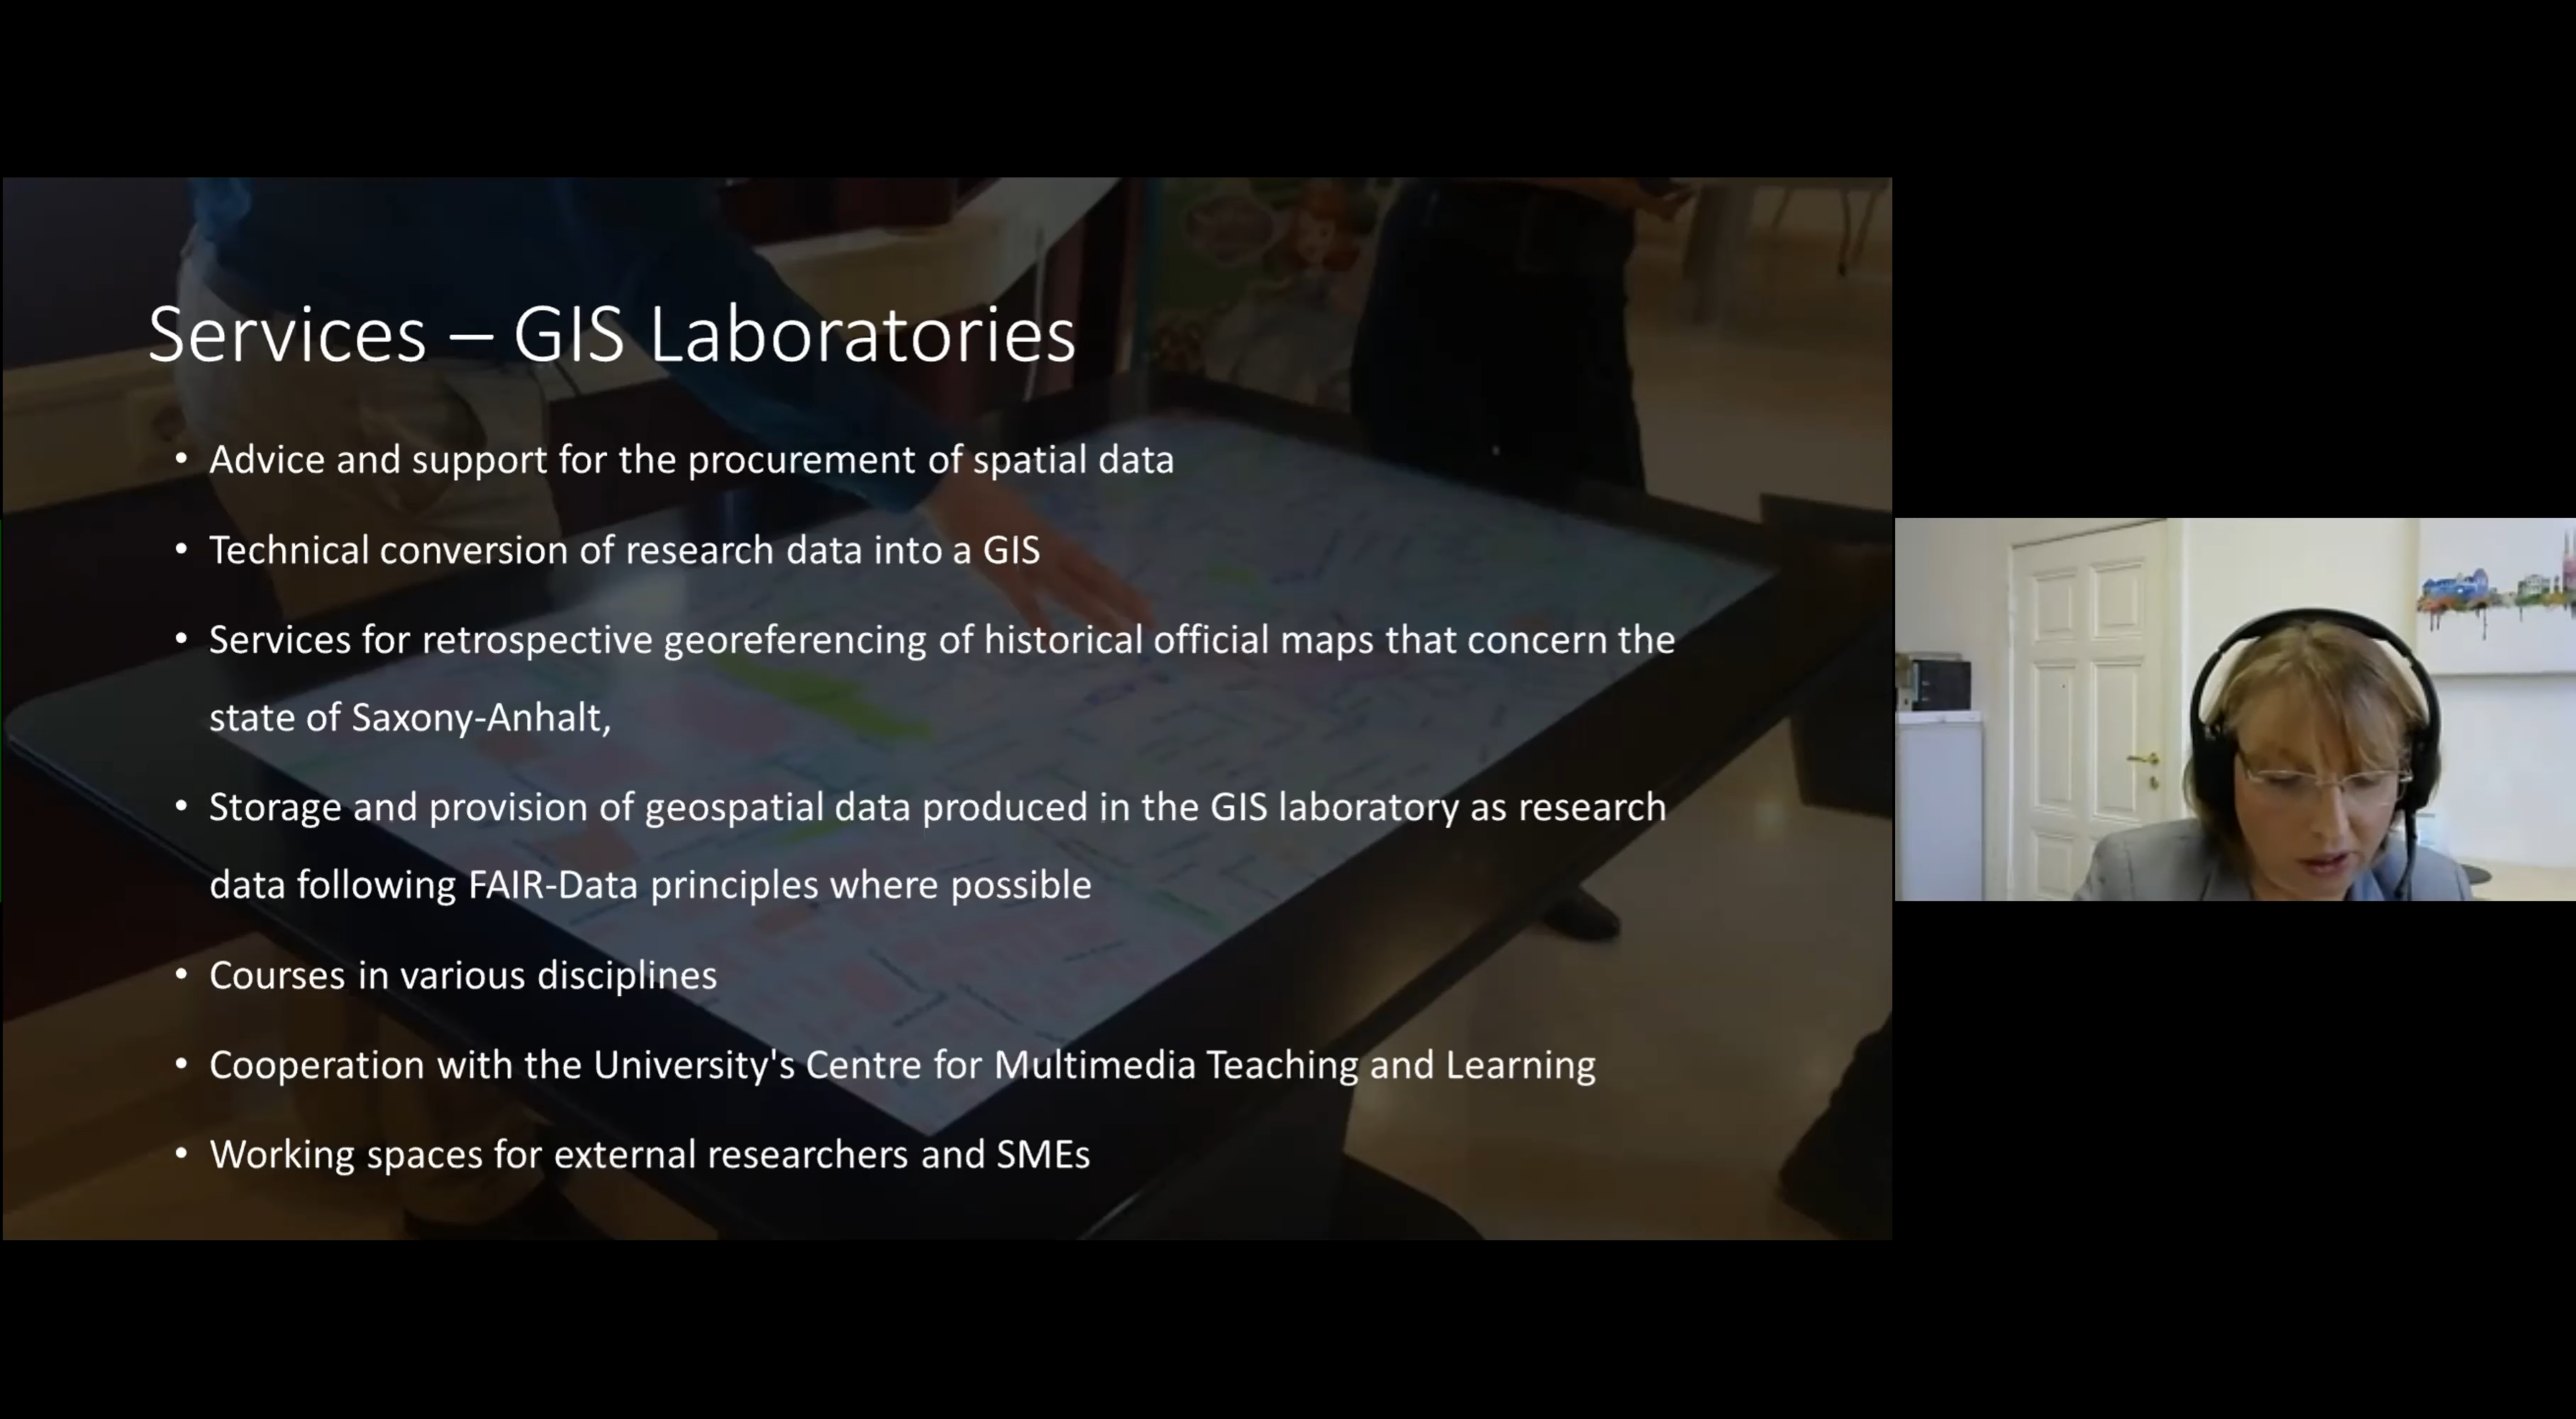 Services – GIS Laboratories
• Advice and support for the procurement of spatial data
• Technical conversion of research data into a GIS
• Services for retrospective georeferencing of historical official maps that concern the
state of Saxony-Anhalt,
• Storage and provision of geospatial data produced in the GIS laboratory as research
data following FAIR-Data principles where possible
• Courses in various disciplines
• Cooperation with the University's Centre for Multimedia Teaching and Learning
• Working spaces for external researchers and SMEs